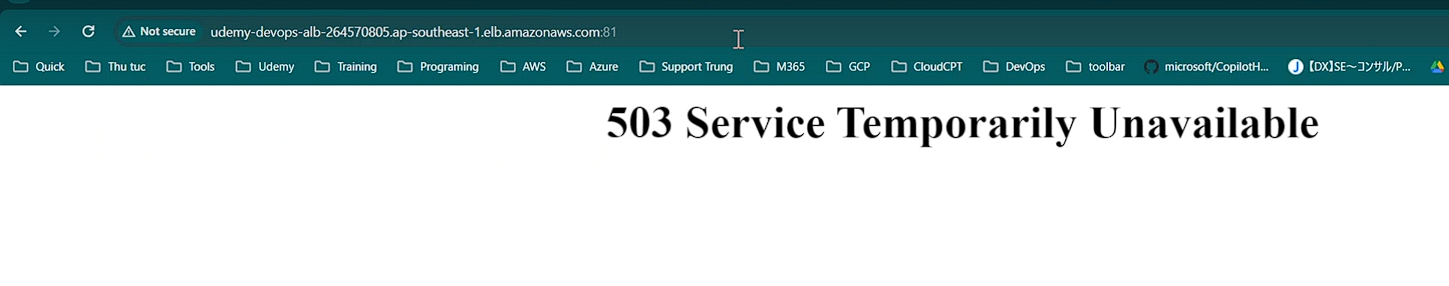 Not secure udemy-devops-alb-264570805.ap-southeast-1.elb.amazonaws.com:81
Quick Thu tuc Tools Udemy Training Programing AWS Azure Support Trung M365 GCP CloudCPT DevOps toolbar microsoft/CopilotH... 【DX】SE～コンサル/P...
503 Service Temporarily Unavailable